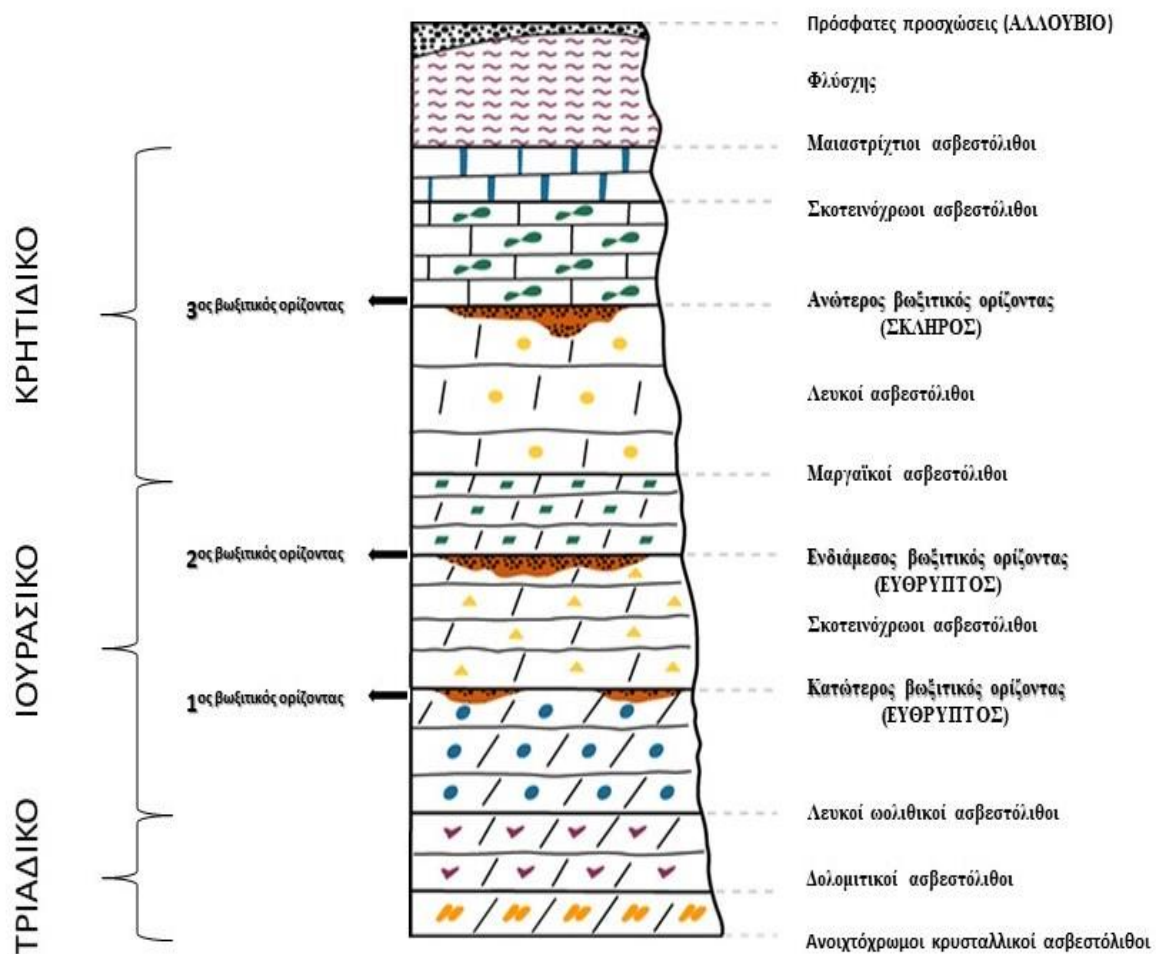 Πρόσφατες προσχώσεις (ΑΛΛΟΥΒΙΟ)
Φλύσχης
Μαιαστρίχτιοι ασβεστόλιθοι
Σκοτεινόχρωοι ασβεστόλιθοι
ΚΡΗΤΙΔΙΚΟ
3ος βωξιτικός ορίζοντας
Ανώτερος βωξιτικός ορίζοντας
(ΣΚΛΗΡΟΣ)
Λευκοί ασβεστόλιθοι
Μαργαϊκοί ασβεστόλιθοι
ΙΟΥΡΑΣΙΚΟ
2ος βωξιτικός ορίζοντας
Ενδιάμεσος βωξιτικός ορίζοντας
(ΕΥΘΡΥΠΤΟΣ)
Σκοτεινόχρωοι ασβεστόλιθοι
1ος βωξιτικός ορίζοντας
Κατώτερος βωξιτικός ορίζοντας
(ΕΥΘΡΥΠΤΟΣ)
Λευκοί ωολιθικοί ασβεστόλιθοι
ΤΡΙΑΔΙΚΟ
Δολομιτικοί ασβεστόλιθοι
Ανοιχτόχρωμοι κρυσταλλικοί ασβεστόλιθοι